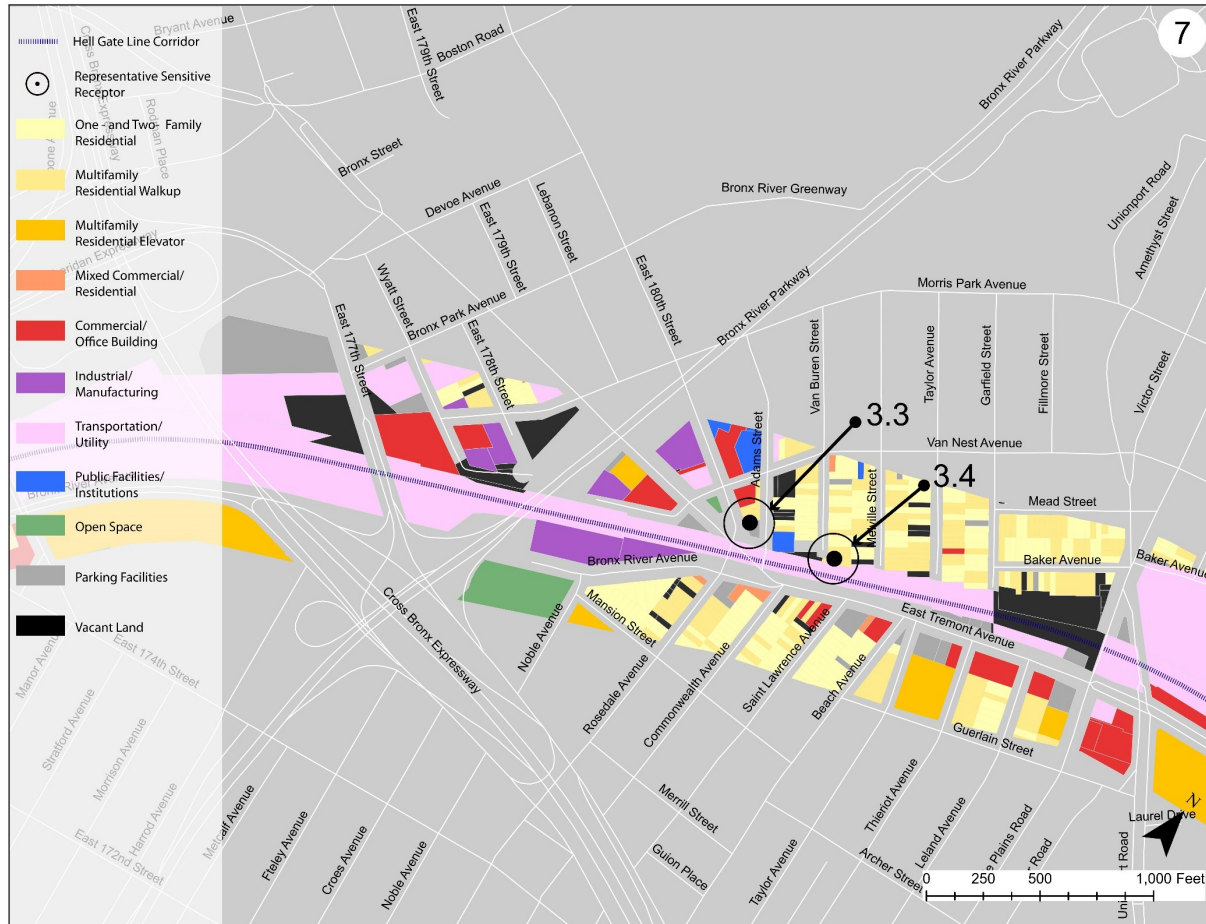 7
Hell Gate Line Corridor
Representative Sensitive
Receptor
One - and Two- Family
Residential
Multifamily
Residential Walkup
Multifamily
Residential Elevator
Mixed Commercial/
Residential
Commercial/
Office Building
Industrial/
Manufacturing
Transportation/
Utility
Public Facilities/
Institutions
Open Space
Parking Facilities
Vacant Land
Bryant Avenue
Boston Road
East 179th Street
Rodman Place
Bronx Street
Devoe Avenue
Lebanon Street
East 179th Street
Wyatt Street
Bronx Park Avenue
East 177th Street
East 178th Street
East 180th Street
Bronx River Parkway
Bronx River Greenway
Bronx River Parkway
Unionport Road
Amethyst Street
Morris Park Avenue
Van Buren Street
Taylor Avenue
Garfield Street
Fillmore Street
Victor Street
3.3
3.4
Adams Street
Van Nest Avenue
Melville Street
Mead Street
Baker Avenue
Baker Avenue
Bronx River Avenue
East Tremont Avenue
Mansion Street
Noble Avenue
Cross Bronx Expressway
Rosedale Avenue
Commonwealth Avenue
Saint Lawrence Avenue
Beach Avenue
Guerlain Street
Manor Avenue
East 174th Street
Stratford Avenue
Morrison Avenue
Harrod Avenue
East 172nd Street
Metcalf Avenue
Fteley Avenue
Croes Avenue
Noble Avenue
Merrill Street
Guion Place
Taylor Avenue
Thieriot Avenue
Archer Street
Leland Avenue
Plains Road
Road
Laurel Drive
N
0 250 500 1,000 Feet